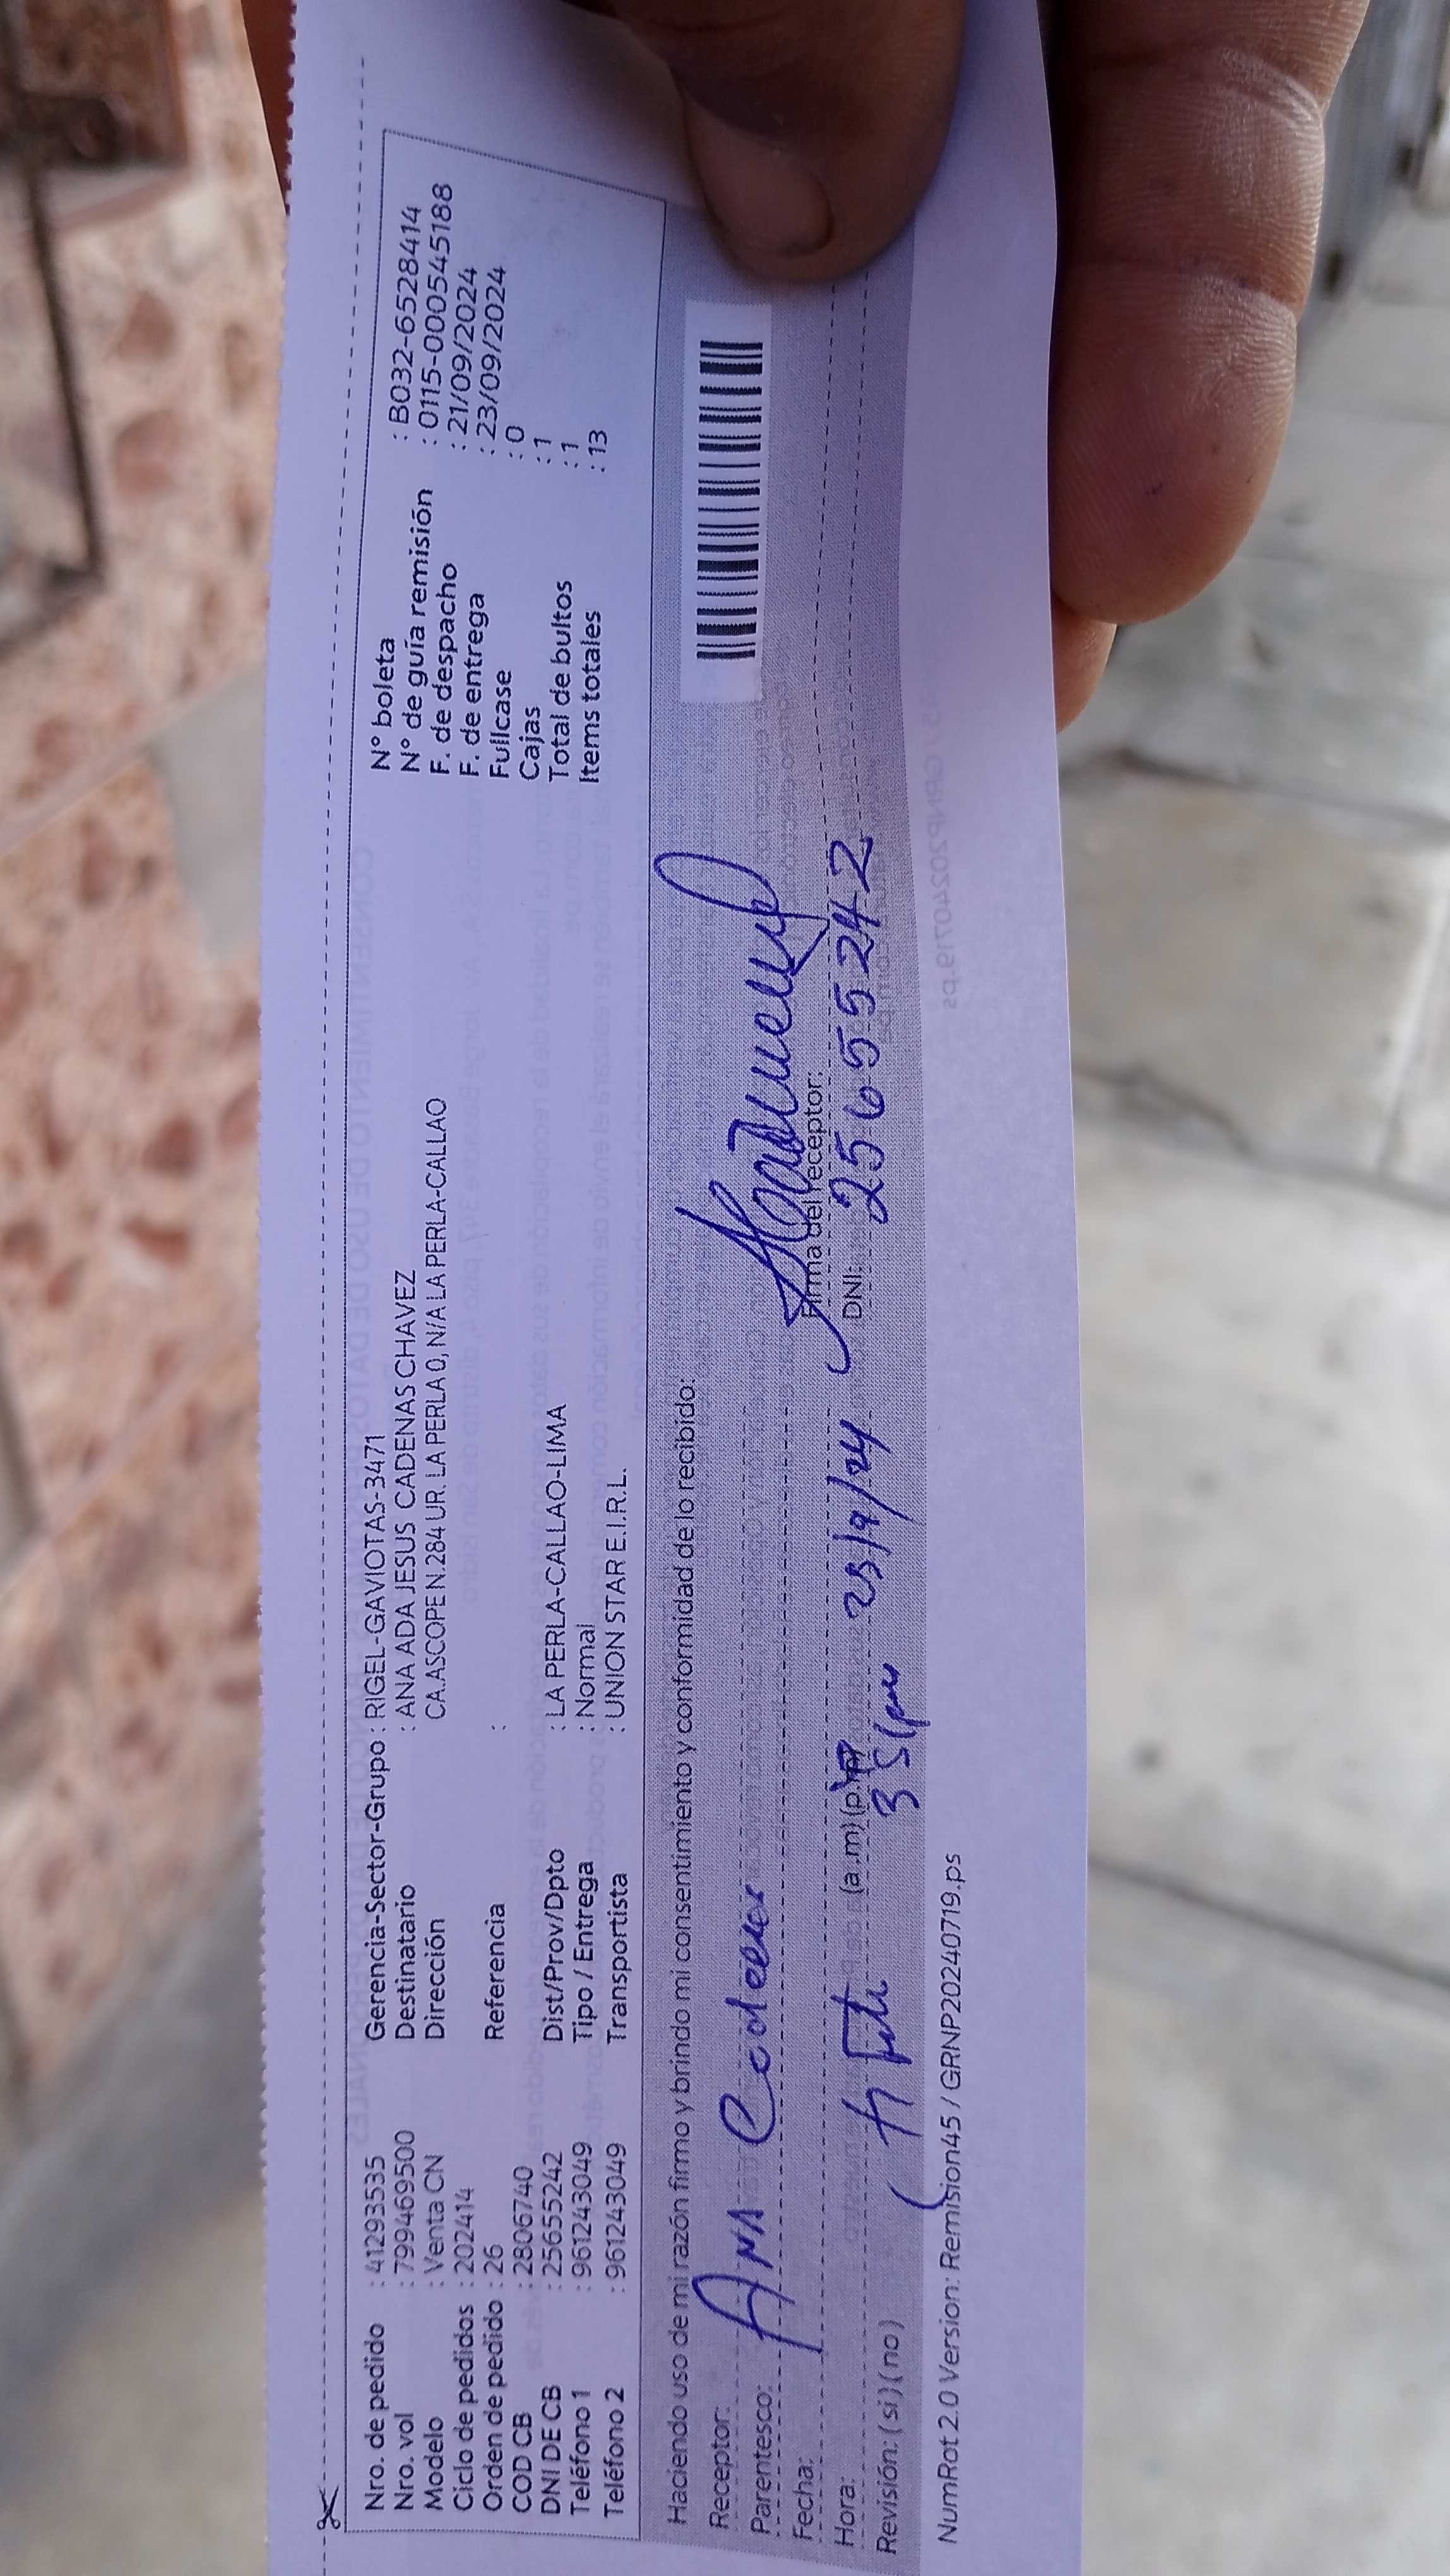 Nro. de pedido : 41293535 Gerencia-Sector-Grupo : RIGEL-GAVIOTAS-3471 N° boleta : B032-6528414
Nro. vol : 799469500 Destinatario : ANA ADA JESUS CADENAS CHAVEZ N° de guía remisión : 0115-000545188
Modelo : Venta CN Dirección CA.ASCOPE N.284 UR. LA PERLA 0, N/A LA PERLA-CALLAO F. de despacho : 21/09/2024
Ciclo de pedidos : 202414 F. de entrega : 23/09/2024
Orden de pedido : 26 Referencia : Fullcase : 0
COD CB : 2806740 Cajas : 1
DNI DE CB : 25655242 Dist/Prov/Dpto : LA PERLA-CALLAO-LIMA Total de bultos : 1
Teléfono 1 : 961243049 Tipo / Entrega : Normal Items totales : 13
Teléfono 2 : 961243049 Transportista : UNION STAR E.I.R.L.
Haciendo uso de mi razón firmo y brindo mi consentimiento y conformidad de lo recibido:
Receptor: Ana
Parentesco:
Fecha: Firma del receptor:
Hora: (a.m) (p.m) 23/9/24 DNI: 25655242
Revisión: ( si ) ( no )
NumRot 2.0 Version: Remision45 / GRNP20240719.ps